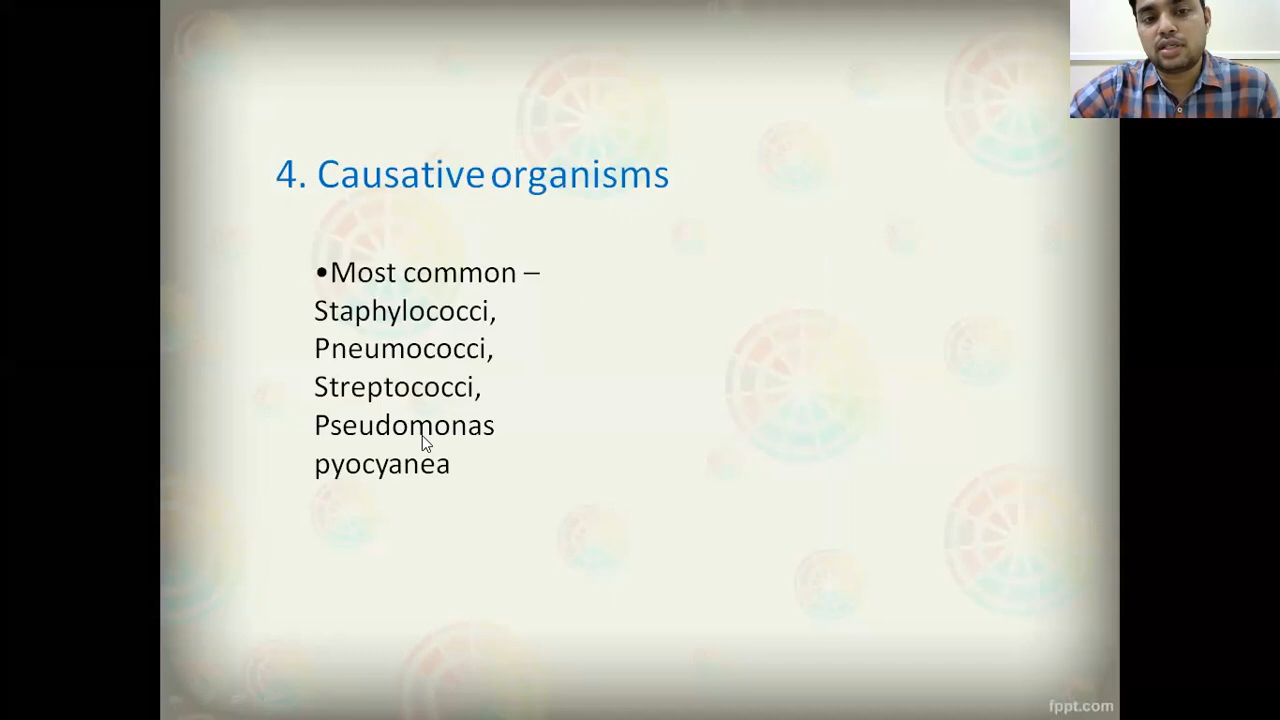 4. Causative organisms
•Most common –
Staphylococci,
Pneumococci,
Streptococci,
Pseudomonas
pyocyanea
fppt.com